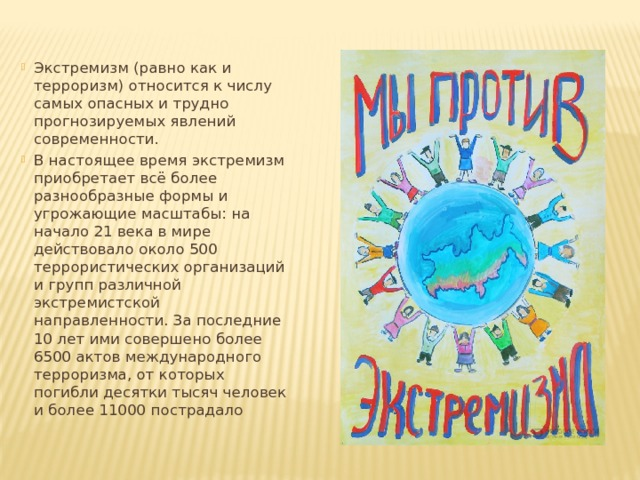 Экстремизм (равно как и
терроризм) относится к числу
самых опасных и трудно
прогнозируемых явлений
современности.
В настоящее время экстремизм
приобретает всё более
разнообразные формы и
угрожающие масштабы: на
начало 21 века в мире
действовало около 500
террористических организаций
и групп различной
экстремистской
направленности. За последние
10 лет ими совершено более
6500 актов международного
терроризма, от которых
погибли десятки тысяч человек
и более 11000 пострадало
МЫ ПРОТИВ
ЭКСТРЕМИЗМА